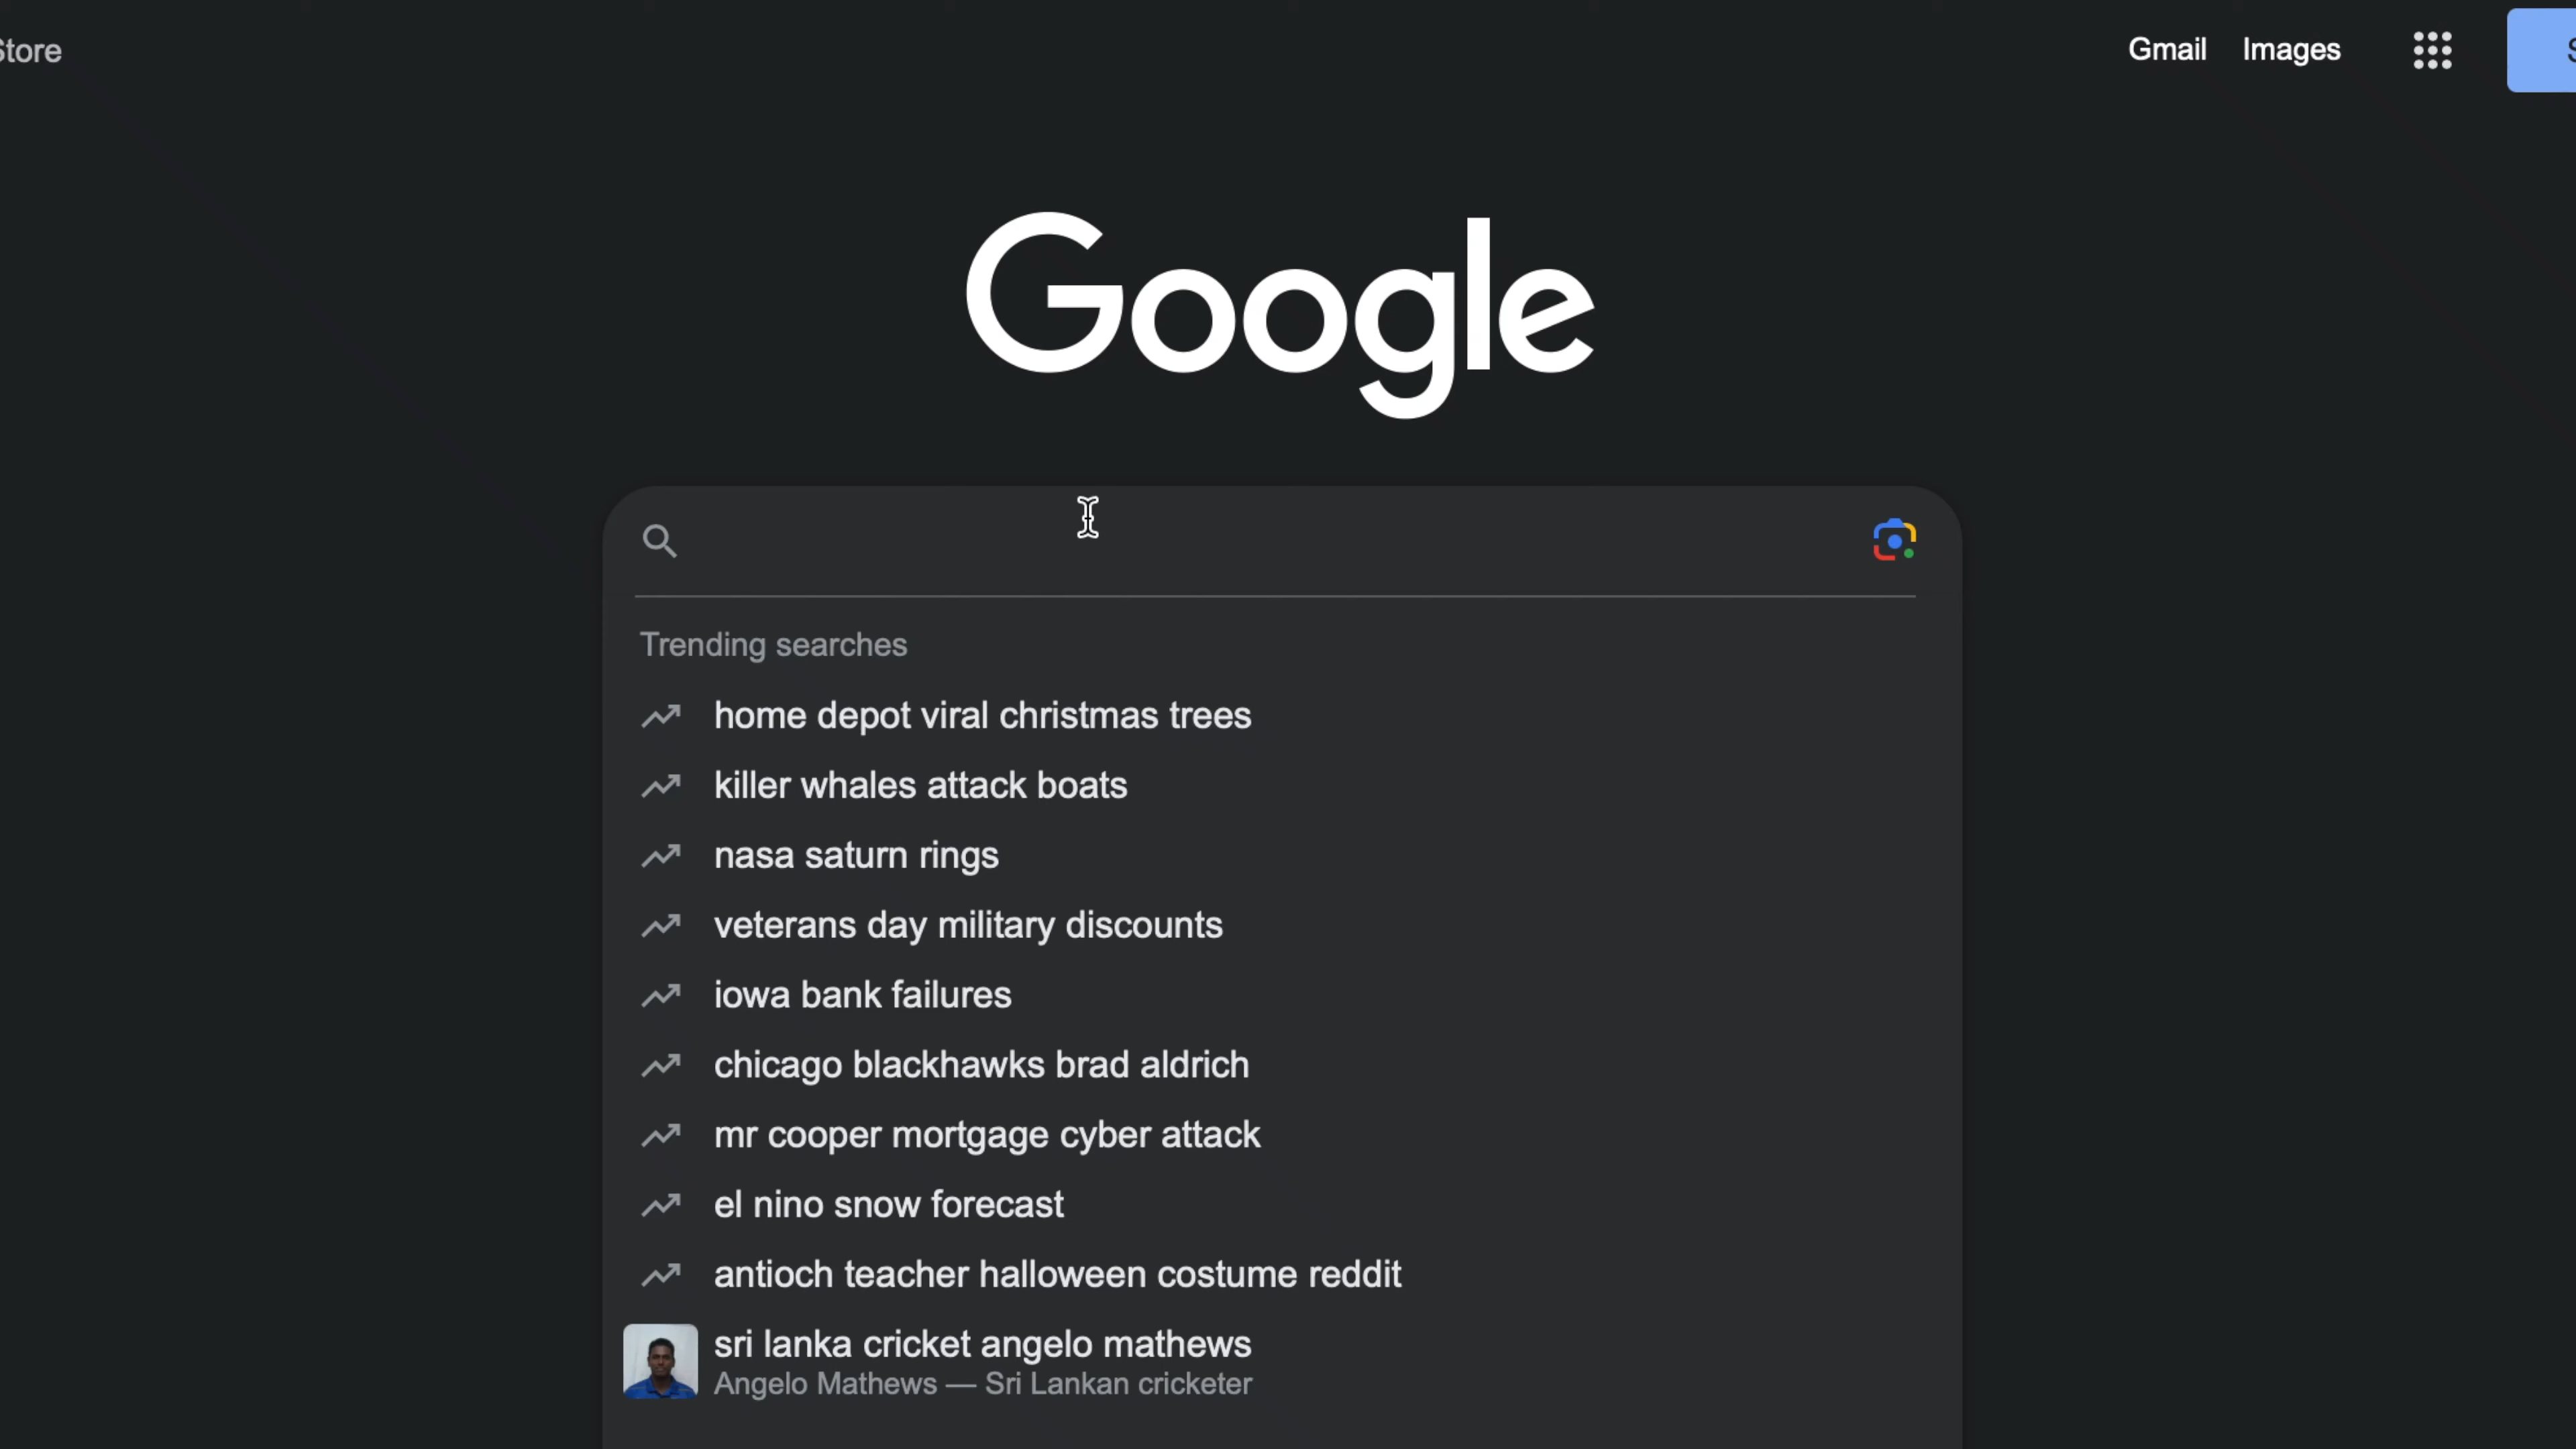 Store
Gmail Images
Google
Trending searches
home depot viral christmas trees
killer whales attack boats
nasa saturn rings
veterans day military discounts
iowa bank failures
chicago blackhawks brad aldrich
mr cooper mortgage cyber attack
el nino snow forecast
antioch teacher halloween costume reddit
sri lanka cricket angelo mathews
Angelo Mathews — Sri Lankan cricketer